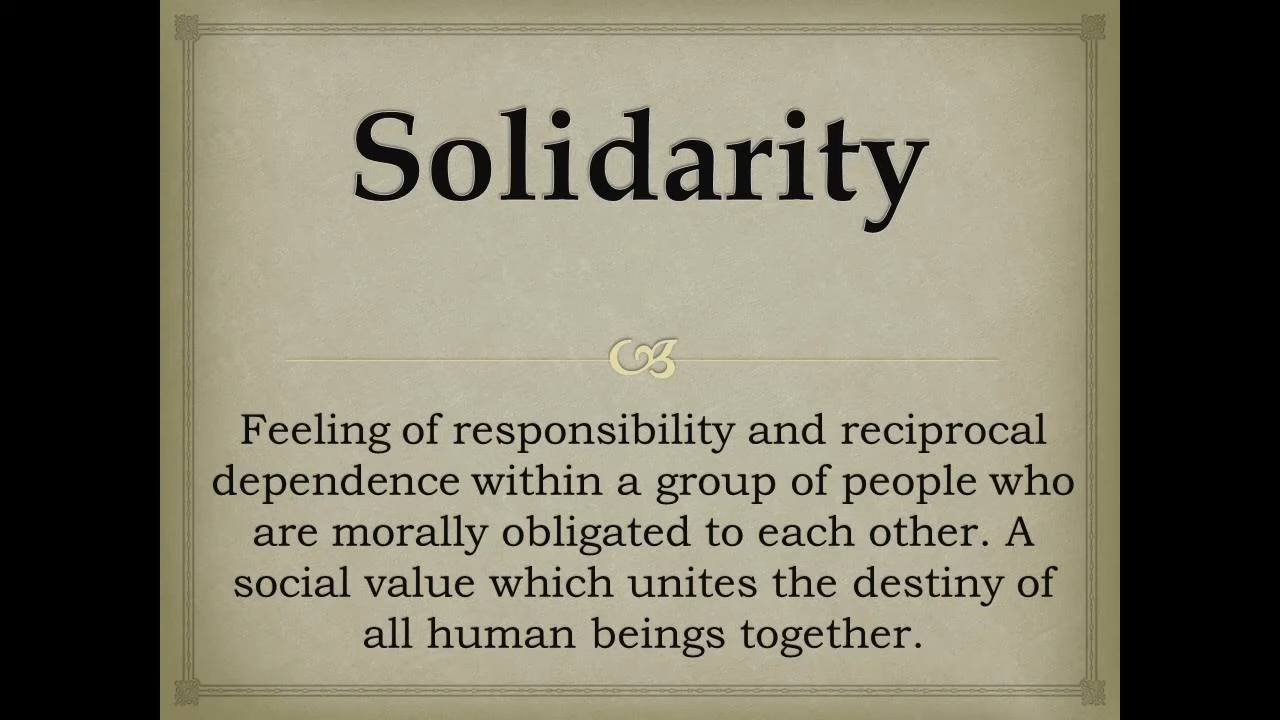 Solidarity
Feeling of responsibility and reciprocal
dependence within a group of people who
are morally obligated to each other. A
social value which unites the destiny of
all human beings together.